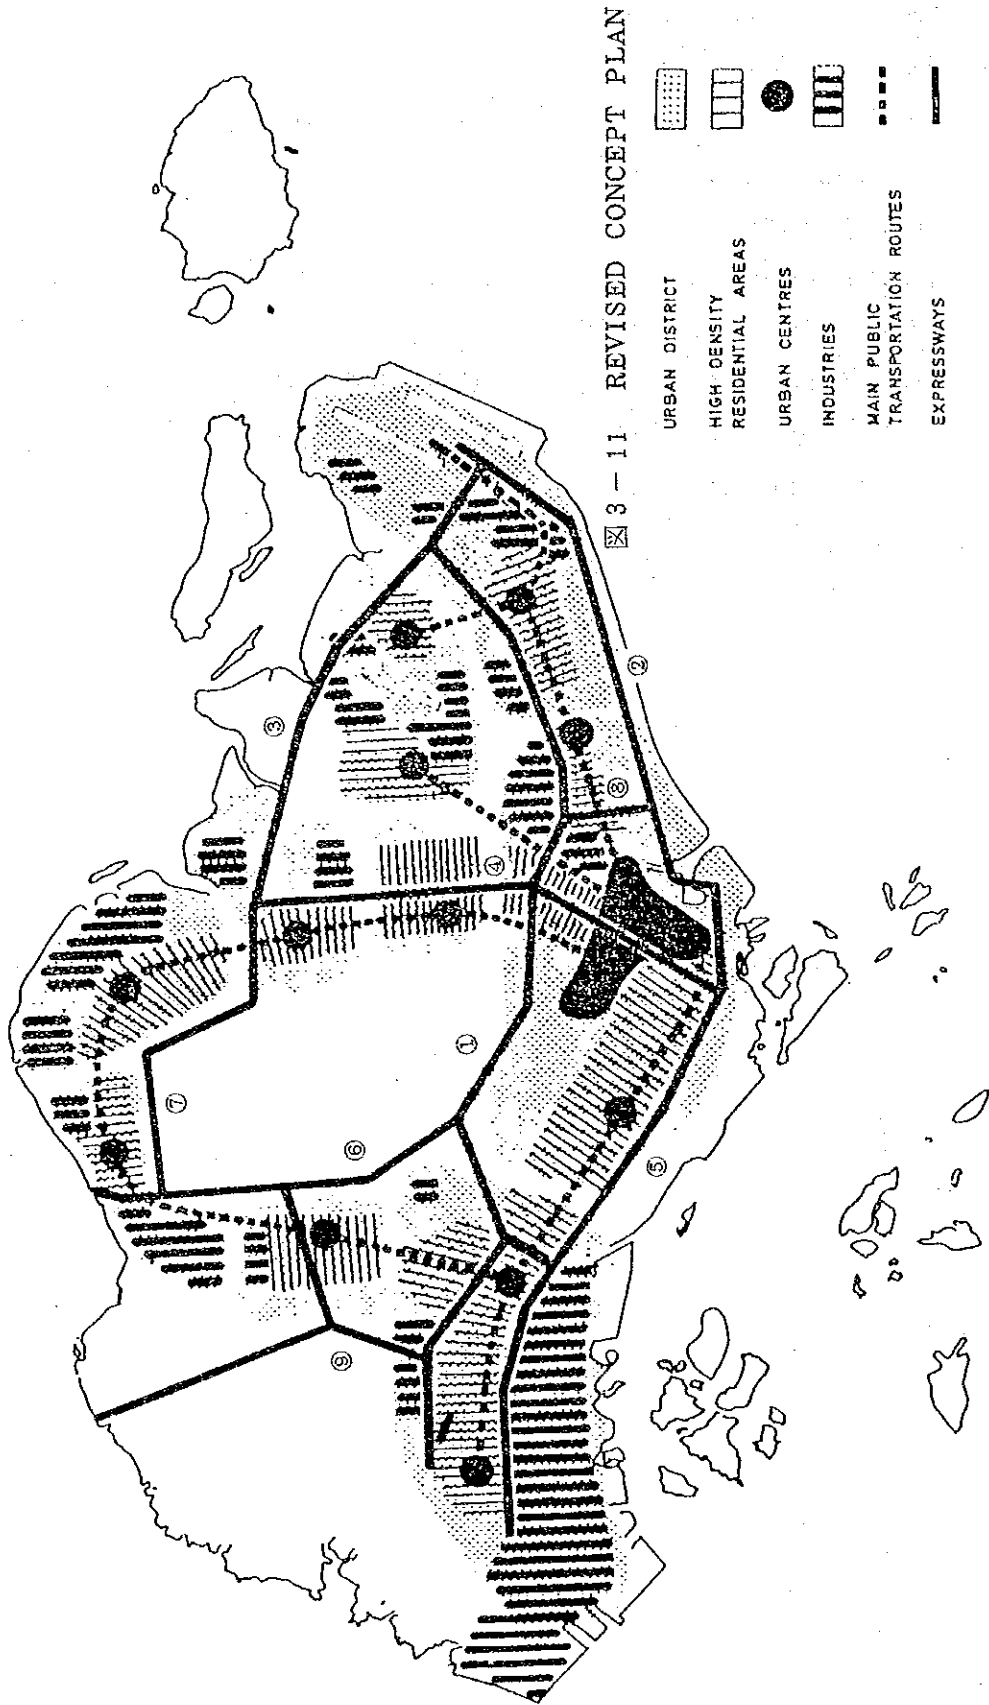 図 3-11 REVISED CONCEPT PLAN
URBAN DISTRICT
HIGH DENSITY
RESIDENTIAL AREAS
URBAN CENTRES
INDUSTRIES
MAIN PUBLIC
TRANSPORTATION ROUTES
EXPRESSWAYS
①
②
③
④
⑤
⑥
⑦
⑧
⑨